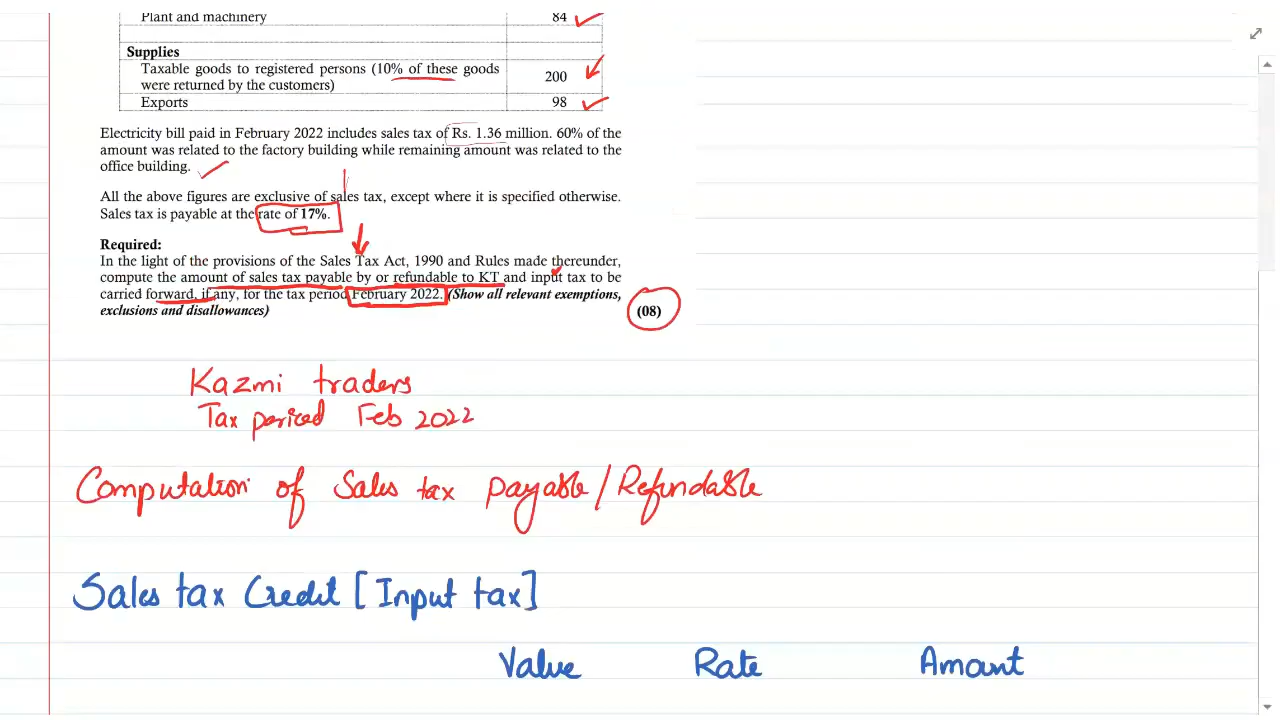 Plant and machinery 84
Supplies
Taxable goods to registered persons (10% of these goods 200
were returned by the customers)
Exports 98
Electricity bill paid in February 2022 includes sales tax of Rs. 1.36 million. 60% of the
amount was related to the factory building while remaining amount was related to the
office building.
All the above figures are exclusive of sales tax, except where it is specified otherwise.
Sales tax is payable at the rate of 17%.
Required:
In the light of the provisions of the Sales Tax Act, 1990 and Rules made thereunder,
compute the amount of sales tax payable by or refundable to KT and input tax to be
carried forward, if any, for the tax period February 2022. (Show all relevant exemptions,
exclusions and disallowances) (08)
Kazmi traders
Tax period Feb 2022
Computation of Sales tax payable/Refundable
Sales tax Credit [Input tax]
Value Rate Amount